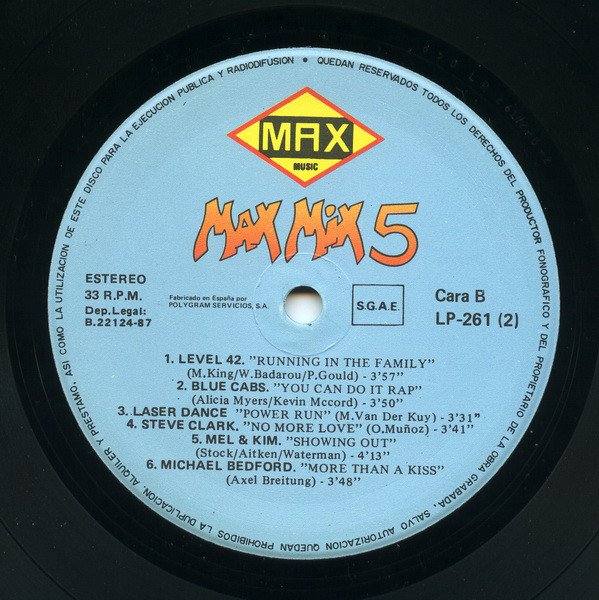 QUEDAN RESERVADOS TODOS LOS DERECHOS DEL PRODUCTOR FONOGRÁFICO Y DEL PROPIETARIO DE LA OBRA GRABADA. SALVO AUTORIZACION QUEDAN PROHIBIDOS LA DUPLICACION, ALQUILER Y PRESTAMO, ASI COMO LA UTILIZACION DE ESTE DISCO PARA LA EJECUCION PUBLICA Y RADIODIFUSION •
MAX
MUSIC
MAX MIX 5
ESTEREO
33 R.P.M.
Dep. Legal:
B.22124-87
Fabricado en España por
POLYGRAM SERVICIOS, S.A.
S.G.A.E.
Cara B
LP-261 (2)
1. LEVEL 42. "RUNNING IN THE FAMILY"
(M.King/W.Badarou/P.Gould) - 3'57"
2. BLUE CABS. "YOU CAN DO IT RAP"
(Alicia Myers/Kevin Mccord) - 3'50"
3. LASER DANCE "POWER RUN" (M.Van Der Kuy) - 3'31"
4. STEVE CLARK. "NO MORE LOVE" (O.Muñoz) - 3'41"
5. MEL & KIM. "SHOWING OUT"
(Stock/Aitken/Waterman) - 4'13"
6. MICHAEL BEDFORD. "MORE THAN A KISS"
(Axel Breitung) - 3'48"